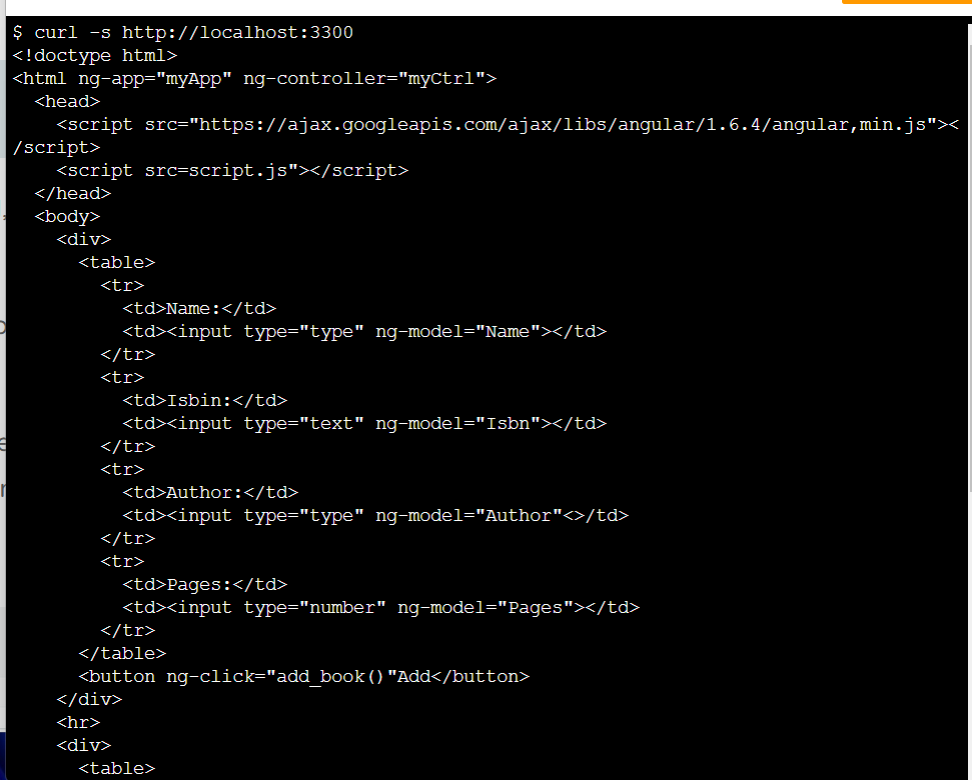 $ curl -s http://localhost:3300
<!doctype html>
<html ng-app="myApp" ng-controller="myCtrl">
  <head>
    <script src="https://ajax.googleapis.com/ajax/libs/angular/1.6.4/angular,min.js"><
/script>
    <script src=script.js"></script>
  </head>
  <body>
    <div>
      <table>
        <tr>
          <td>Name:</td>
          <td><input type="type" ng-model="Name"></td>
        </tr>
        <tr>
          <td>Isbin:</td>
          <td><input type="text" ng-model="Isbn"></td>
        </tr>
        <tr>
          <td>Author:</td>
          <td><input type="type" ng-model="Author"<>/td>
        </tr>
        <tr>
          <td>Pages:</td>
          <td><input type="number" ng-model="Pages"></td>
        </tr>
      </table>
      <button ng-click="add_book()"Add</button>
    </div>
    <hr>
    <div>
      <table>